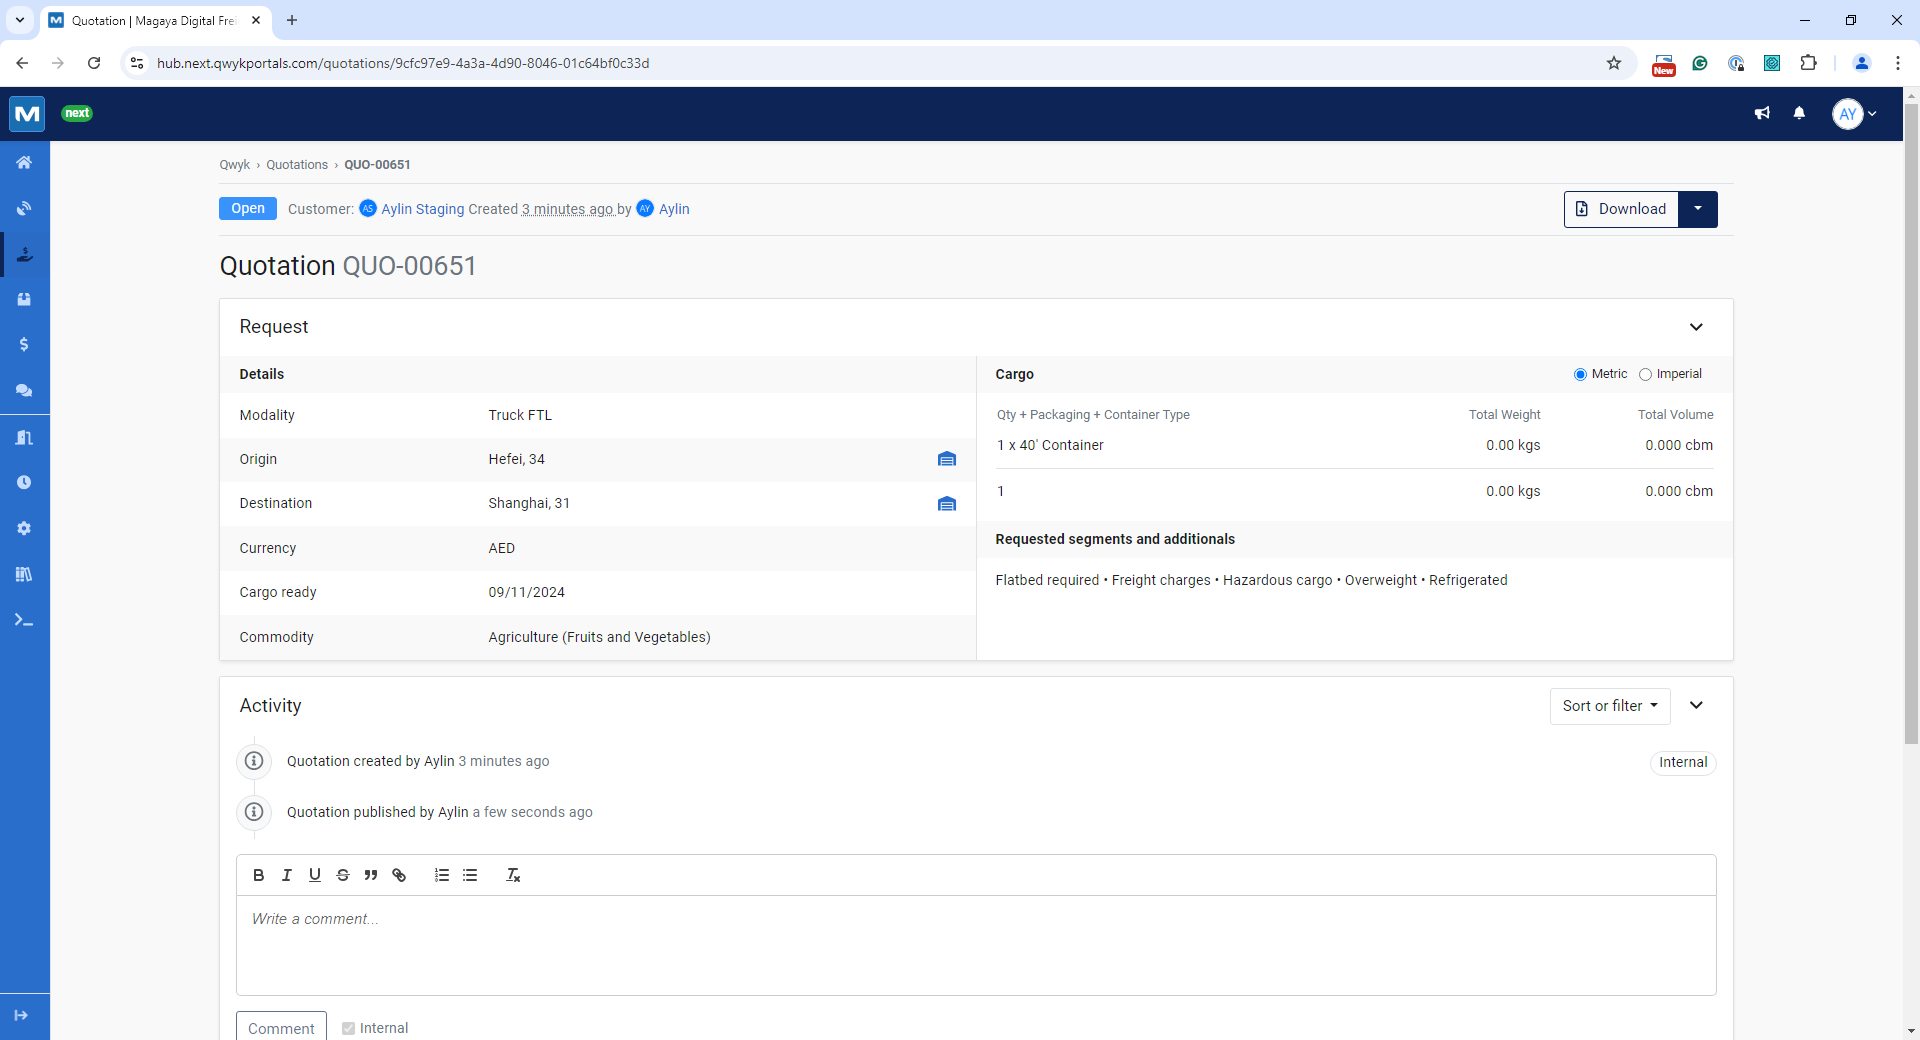 Quotation | Magaya Digital Frei
hub.next.qwykportals.com/quotations/9cfc97e9-4a3a-4d90-8046-01c64bf0c33d
New
M next AY
Qwyk › Quotations › QUO-00651
Open Customer: AS Aylin Staging Created 3 minutes ago by AY Aylin Download
Quotation QUO-00651
Request
Details
Modality Truck FTL
Origin Hefei, 34
Destination Shanghai, 31
Currency AED
Cargo ready 09/11/2024
Commodity Agriculture (Fruits and Vegetables)
Cargo Metric Imperial
Qty + Packaging + Container Type Total Weight Total Volume
1 x 40' Container 0.00 kgs 0.000 cbm
1 0.00 kgs 0.000 cbm
Requested segments and additionals
Flatbed required • Freight charges • Hazardous cargo • Overweight • Refrigerated
Activity Sort or filter
Quotation created by Aylin 3 minutes ago Internal
Quotation published by Aylin a few seconds ago
Write a comment...
Comment Internal